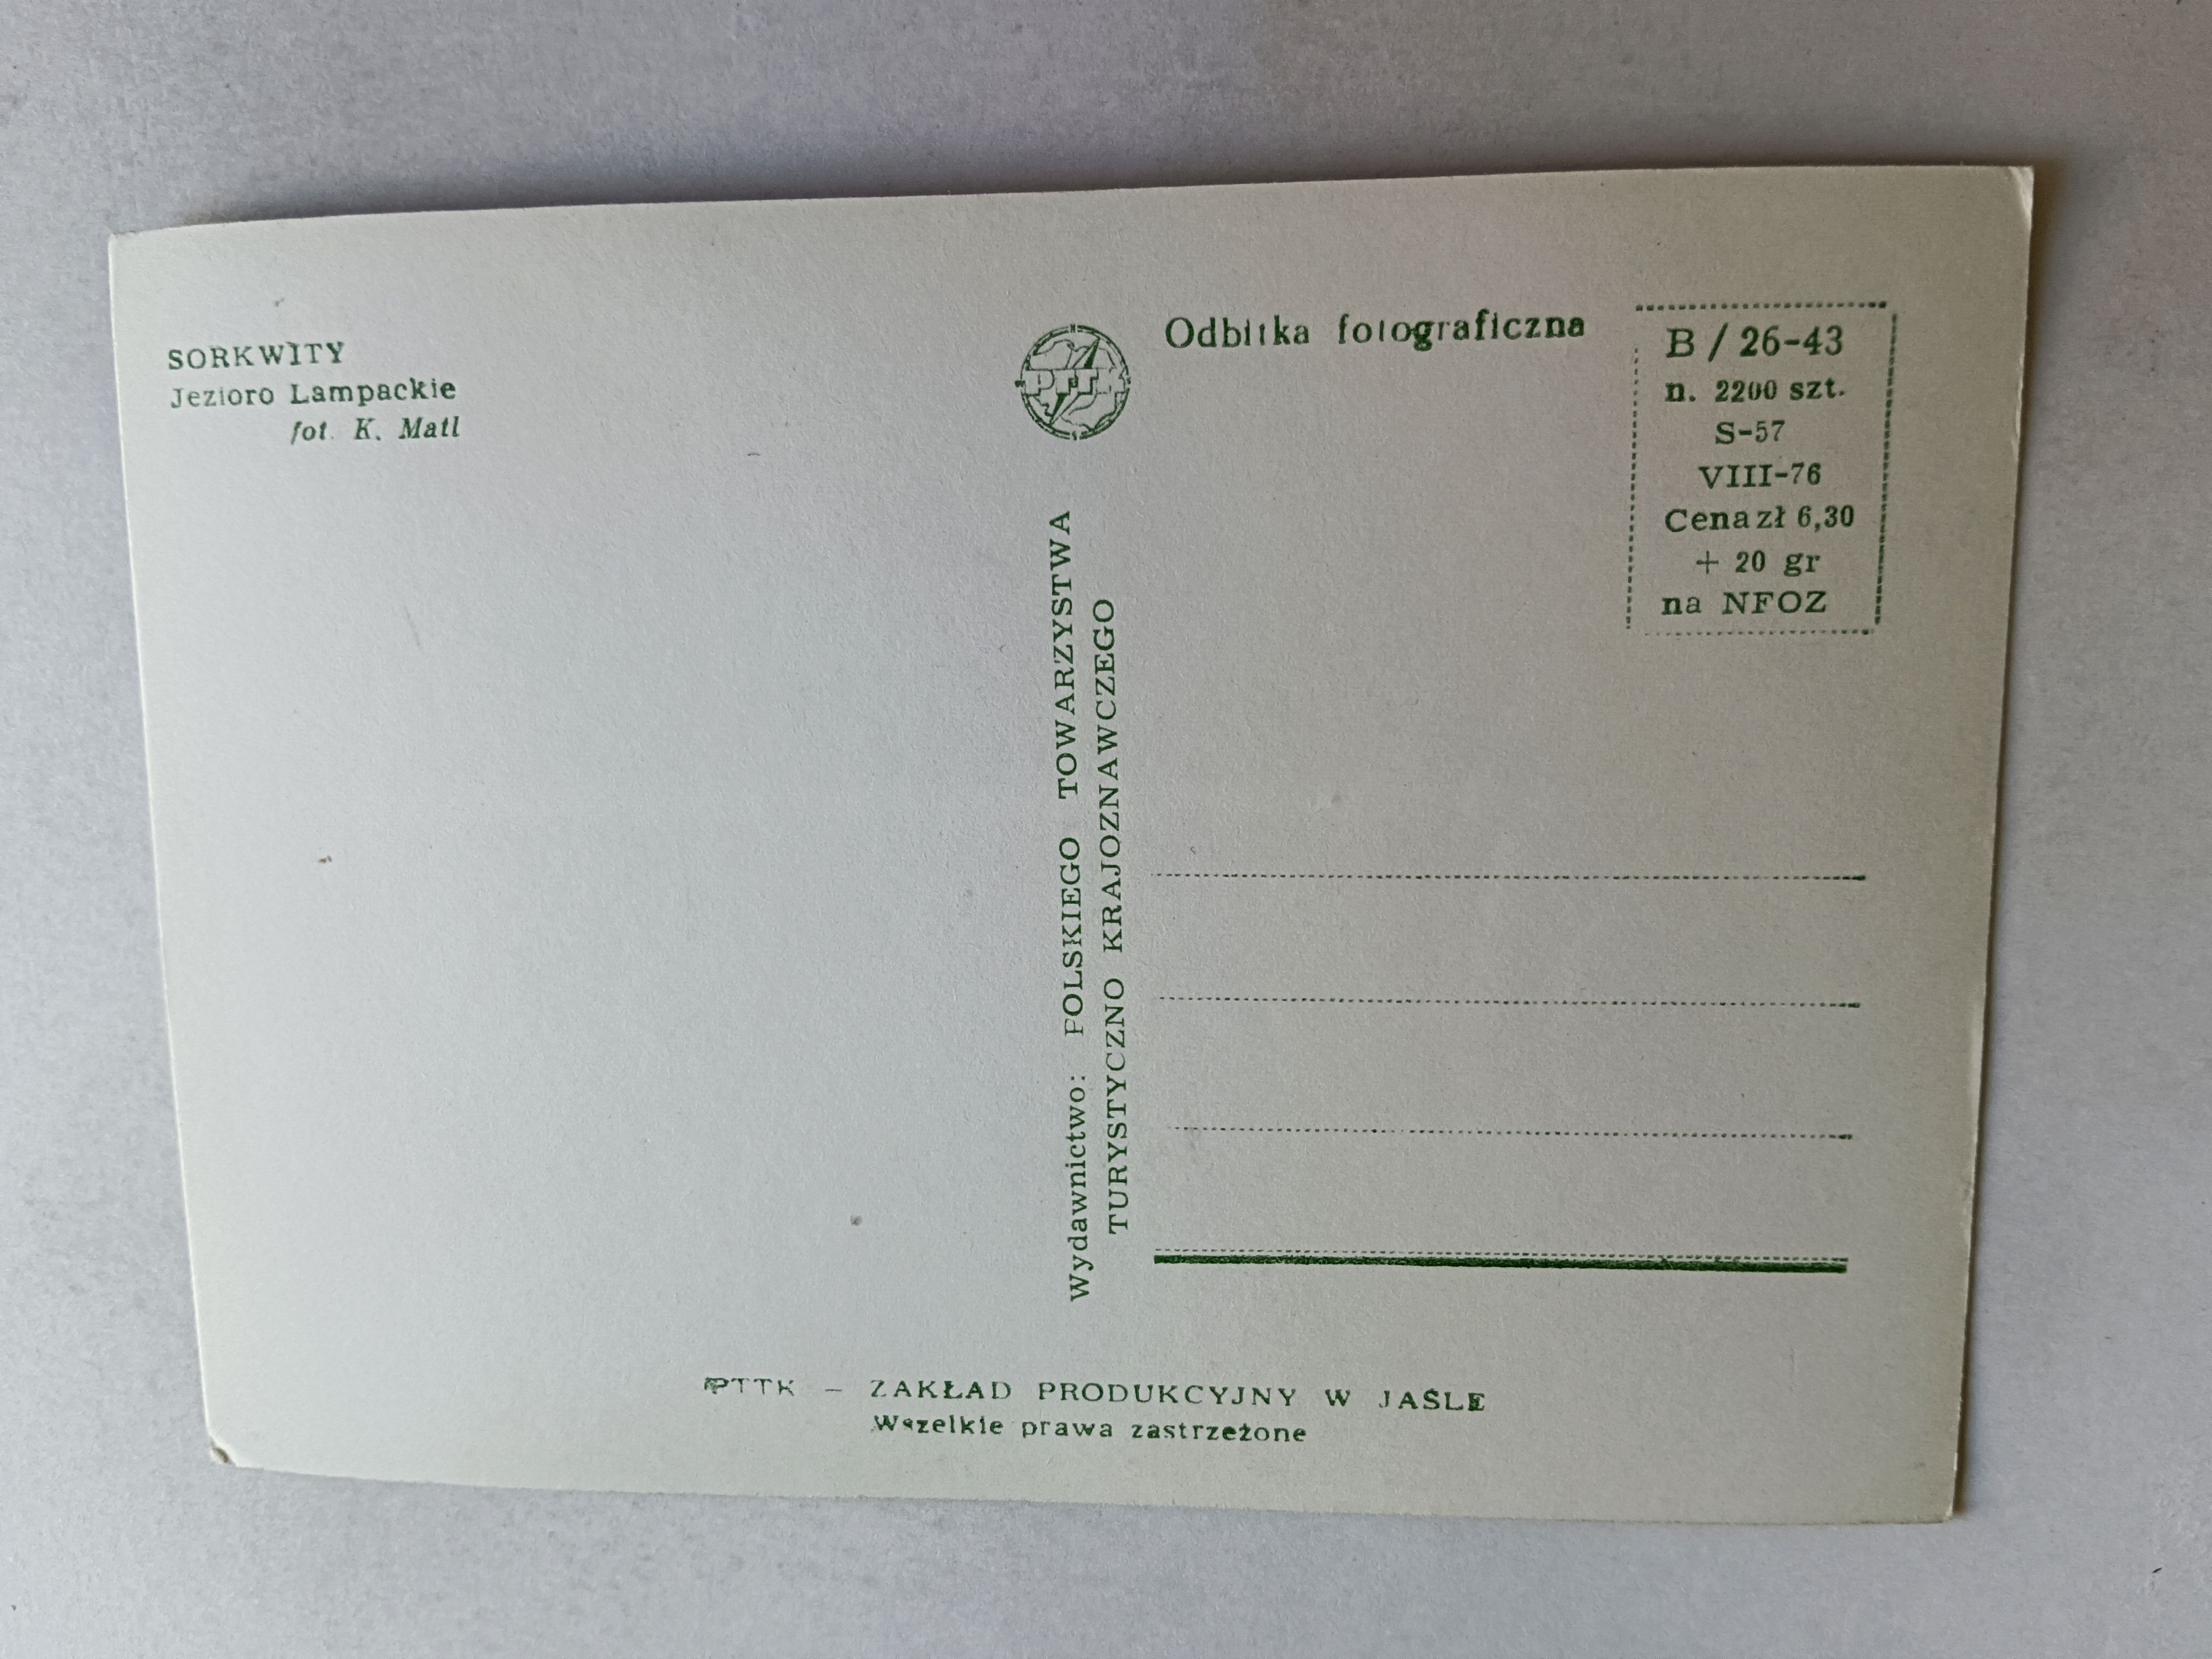 SORKWITY
Jezioro Lampackie
fot. K. Matl
PTTK
Odbitka fotograficzna
B / 26-43
n. 2200 szt.
S-57
VIII-76
Cena zł 6,30
+ 20 gr
na NFOZ
Wydawnictwo: POLSKIEGO TOWARZYSTWA
TURYSTYCZNO KRAJOZNAWCZEGO
PTTK — ZAKŁAD PRODUKCYJNY W JAŚLE
Wszelkie prawa zastrzeżone